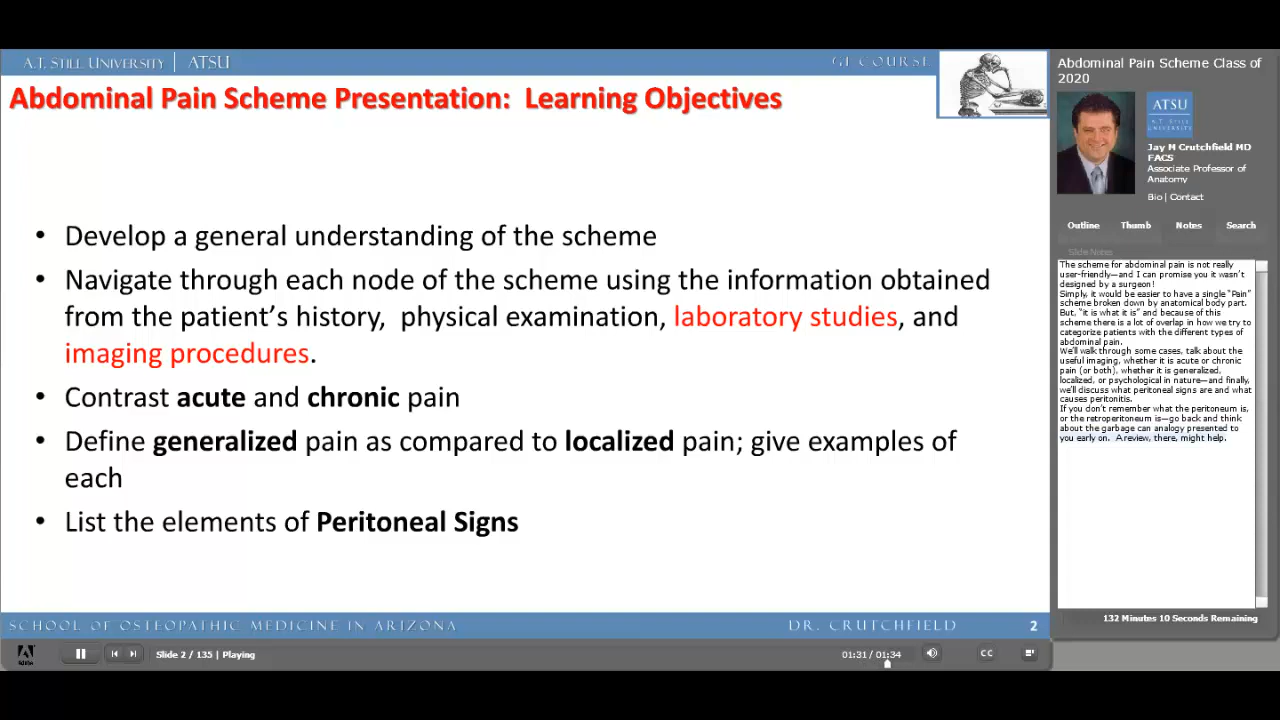 A.T. STILL UNIVERSITY | ATSU
GI COURSE
Abdominal Pain Scheme Presentation: Learning Objectives
• Develop a general understanding of the scheme
• Navigate through each node of the scheme using the information obtained
from the patient's history, physical examination, laboratory studies, and
imaging procedures.
• Contrast acute and chronic pain
• Define generalized pain as compared to localized pain; give examples of
each
• List the elements of Peritoneal Signs
SCHOOL OF OSTEOPATHIC MEDICINE IN ARIZONA
DR. CRUTCHFIELD
2
Slide 2 / 135 | Playing
01:31 / 01:34
CC
Abdominal Pain Scheme Class of
2020
ATSU
A.T. STILL
UNIVERSITY
Jay M Crutchfield MD
FACS
Associate Professor of
Anatomy
Bio | Contact
Outline Thumb Notes Search
Slide Notes
The scheme for abdominal pain is not really
user-friendly—and I can promise you it wasn't
designed by a surgeon!
Simply, it would be easier to have a single "Pain"
scheme broken down by anatomical body part.
But, "it is what it is" and because of this
scheme there is a lot of overlap in how we try to
categorize patients with the different types of
abdominal pain.
We'll walk through some cases, talk about the
useful imaging, whether it is acute or chronic
pain (or both), whether it is generalized,
localized, or psychological in nature—and finally,
we'll discuss what peritoneal signs are and what
causes peritonitis.
If you don't remember what the peritoneum is,
or the retroperitoneum is—go back and think
about the garbage can analogy presented to
you early on. A review, there, might help.
132 Minutes 10 Seconds Remaining